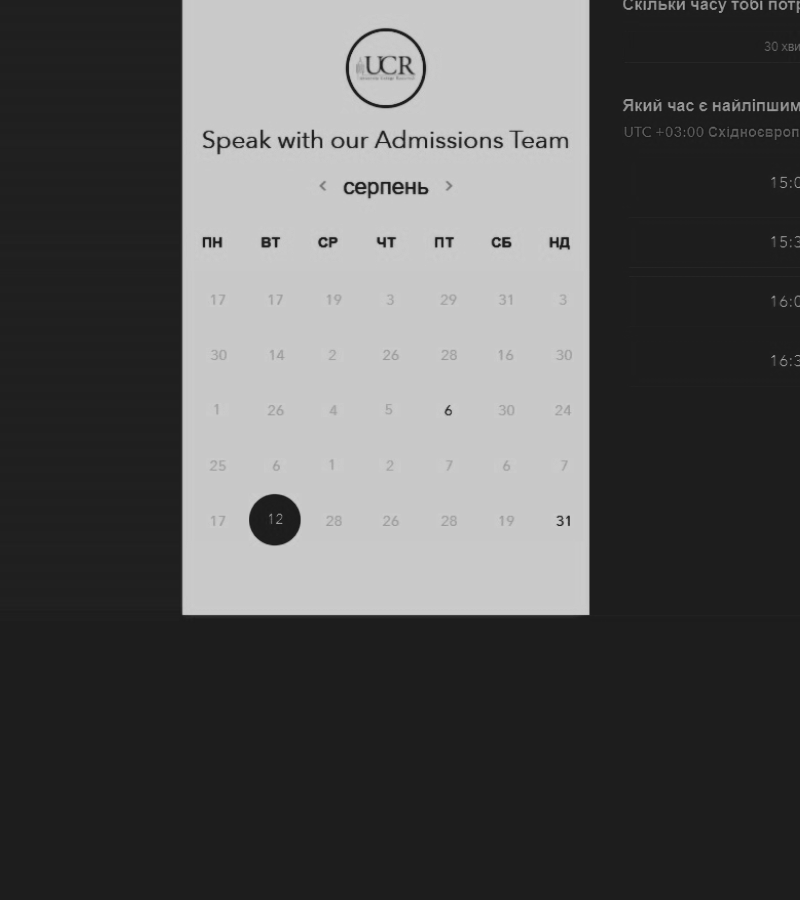 UCR
Speak with our Admissions Team
< серпень >
ПН ВТ СР ЧТ ПТ СБ НД
17 17 19 3 29 31 3
30 14 2 26 28 16 30
1 26 4 5 6 30 24
25 6 1 2 7 6 7
17 12 28 26 28 19 31
Скільки часу тобі потр
30 хви
Який час є найліпшим
UTC +03:00 Східноєвроп
15:0
15:3
16:0
16:3